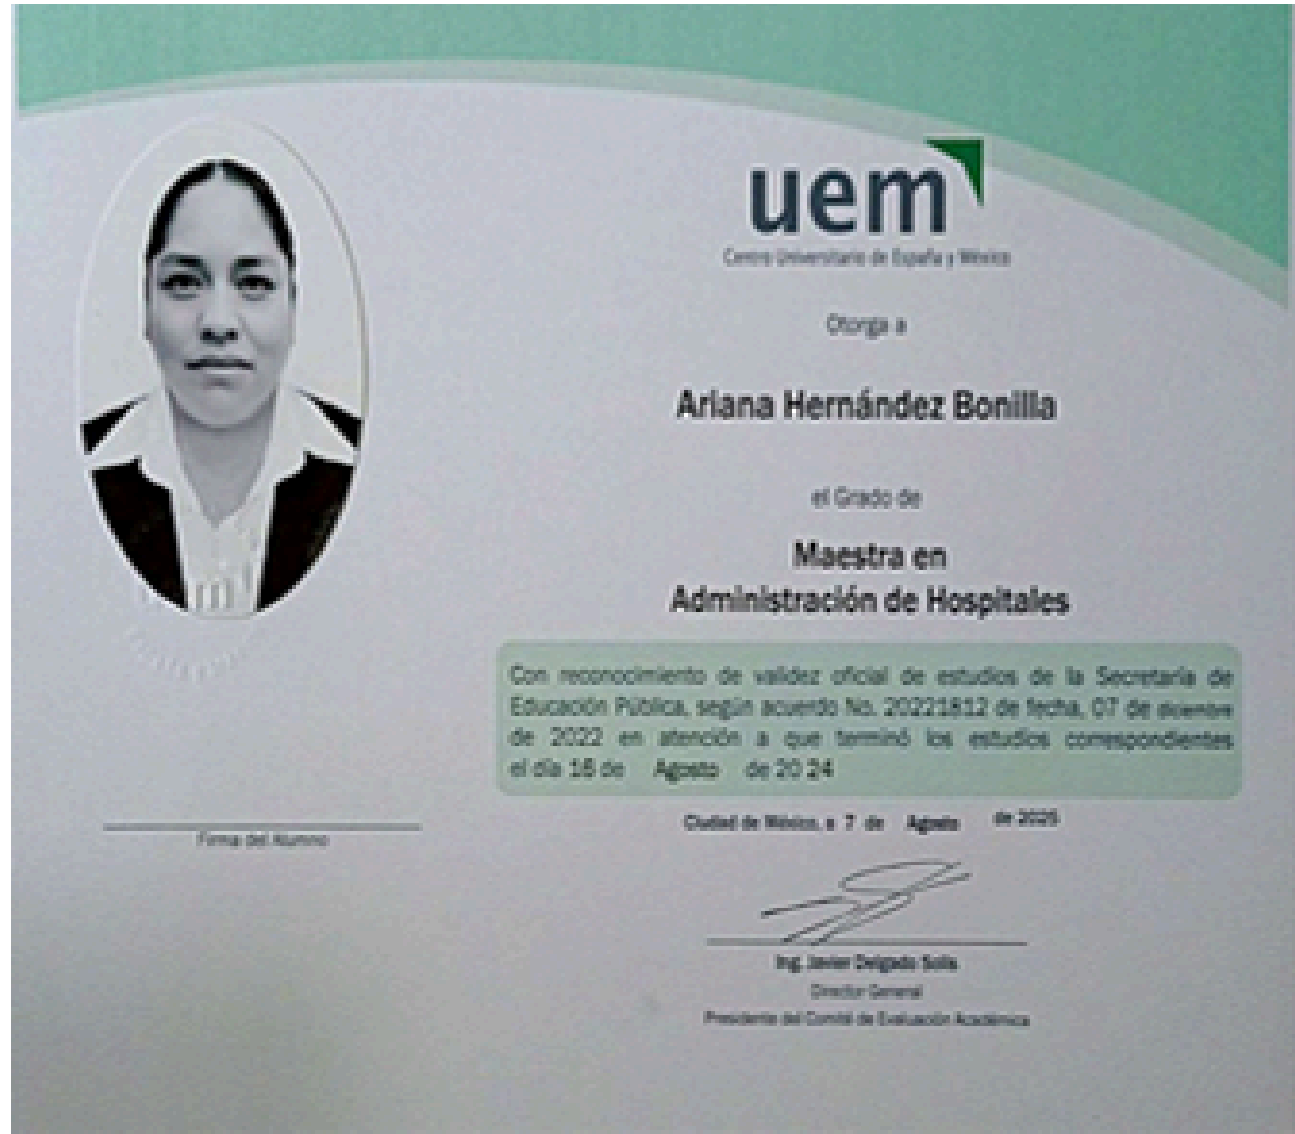 uem
Centro Universitario de España y México
Otorga a
Ariana Hernández Bonilla
el Grado de
Maestra en
Administración de Hospitales
Con reconocimiento de validez oficial de estudios de la Secretaría de
Educación Pública, según acuerdo No. 20221812 de fecha, 07 de diciembre
de 2022 en atención a que terminó los estudios correspondientes
el día 16 de Agosto de 20 24
Ciudad de México, a 7 de Agosto de 2025
Firma del Alumno
Ing. Javier Delgado Solis
Director General
Presidente del Comité de Evaluación Académica